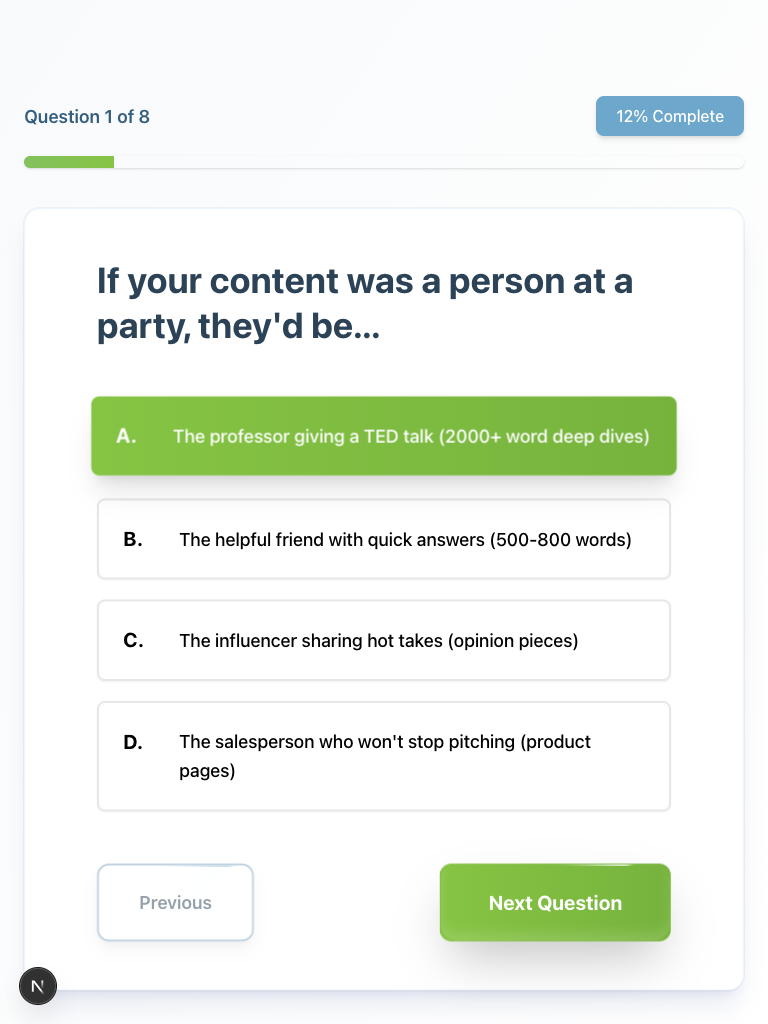 Question 1 of 8
12% Complete
If your content was a person at a
party, they'd be...
A. The professor giving a TED talk (2000+ word deep dives)
B. The helpful friend with quick answers (500-800 words)
C. The influencer sharing hot takes (opinion pieces)
D. The salesperson who won't stop pitching (product
pages)
Previous
Next Question
N